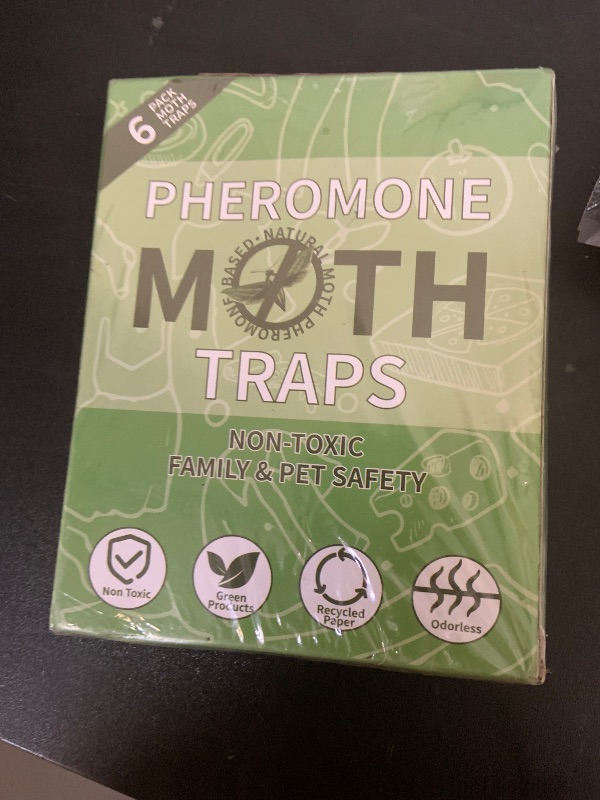 6 PACK
MOTH
TRAPS
PHEROMONE
MOTH
PHEROMONE BASED • NATURAL MOTH
TRAPS
NON-TOXIC
FAMILY & PET SAFETY
Non Toxic
Green
Products
Recycled
Paper
Odorless